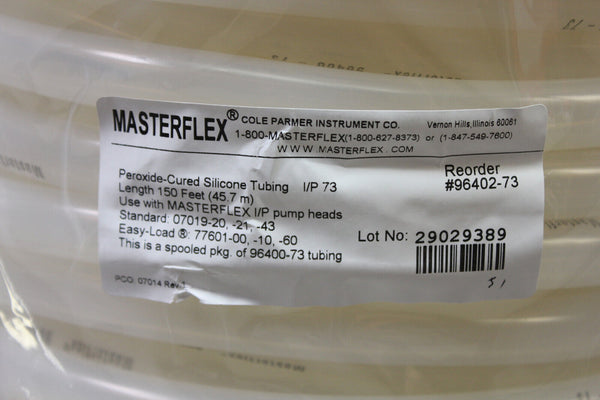 MASTERFLEX® COLE PARMER INSTRUMENT CO. Vernon Hills, Illinois 60061
1-800-MASTERFLEX(1-800-627-8373) or (1-847-549-7600)
WWW.MASTERFLEX.COM
Peroxide-Cured Silicone Tubing I/P 73
Length 150 Feet (45.7 m)
Use with MASTERFLEX I/P pump heads
Standard: 07019-20, -21, -43
Easy-Load ®: 77601-00, -10, -60
This is a spooled pkg. of 96400-73 tubing
Reorder
#96402-73
Lot No: 29029389
PCO 07014 Rev.1
51